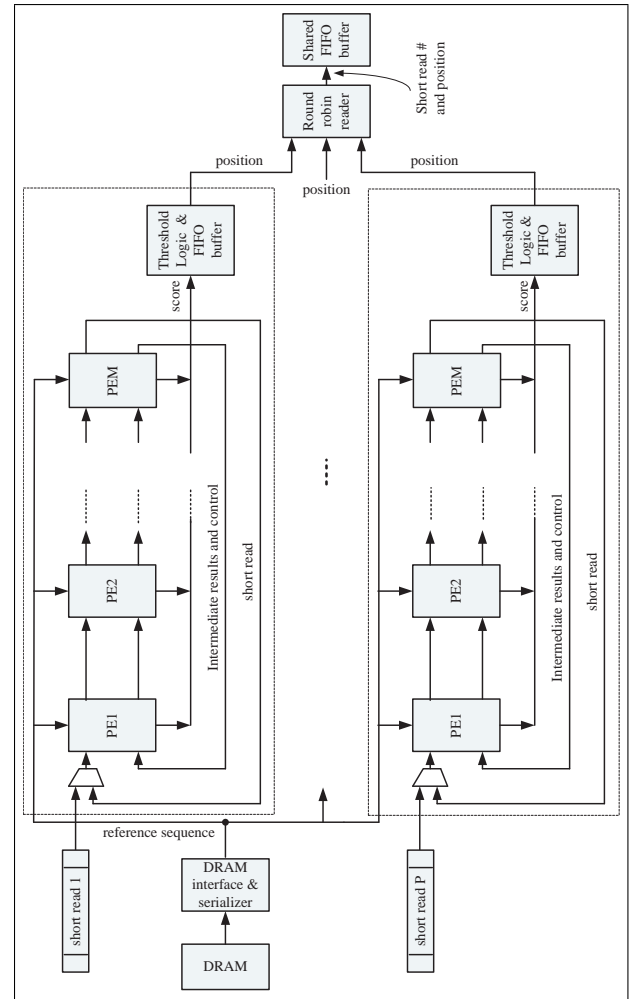 Shared
FIFO
buffer
Short read #
and position
Round
robin
reader
position
position
position
Threshold
Logic &
FIFO
buffer
score
PEM
Intermediate results and control
short read
PE2
PE1
short read 1
reference sequence
DRAM
interface &
serializer
DRAM
Threshold
Logic &
FIFO
buffer
score
PEM
Intermediate results and control
short read
PE2
PE1
short read P